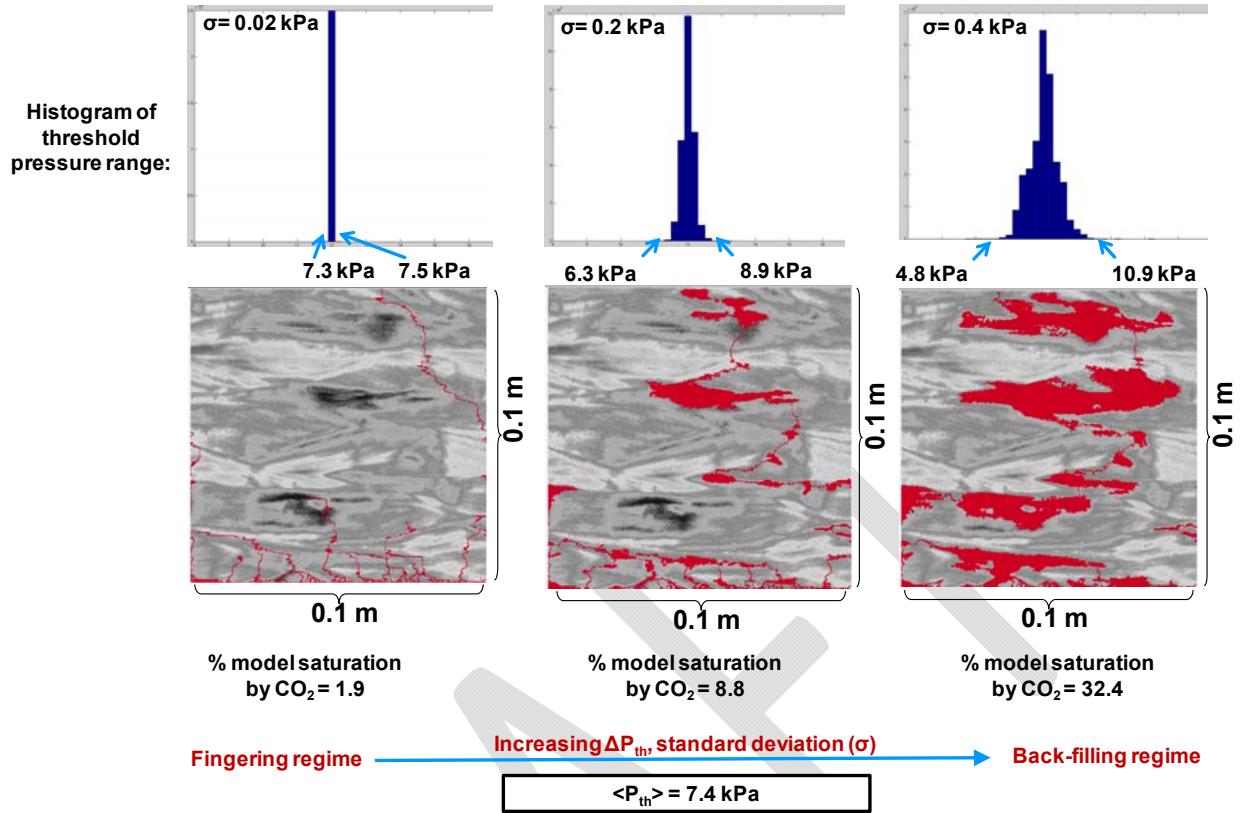 σ= 0.02 kPa
σ= 0.2 kPa
σ= 0.4 kPa
Histogram of
threshold
pressure range:
7.3 kPa
7.5 kPa
6.3 kPa
8.9 kPa
4.8 kPa
10.9 kPa
0.1 m
0.1 m
0.1 m
0.1 m
0.1 m
0.1 m
% model saturation
by CO₂ = 1.9
% model saturation
by CO₂ = 8.8
% model saturation
by CO₂ = 32.4
Fingering regime
Increasing ΔPₜₕ, standard deviation (σ)
Back-filling regime
<Pₜₕ> = 7.4 kPa